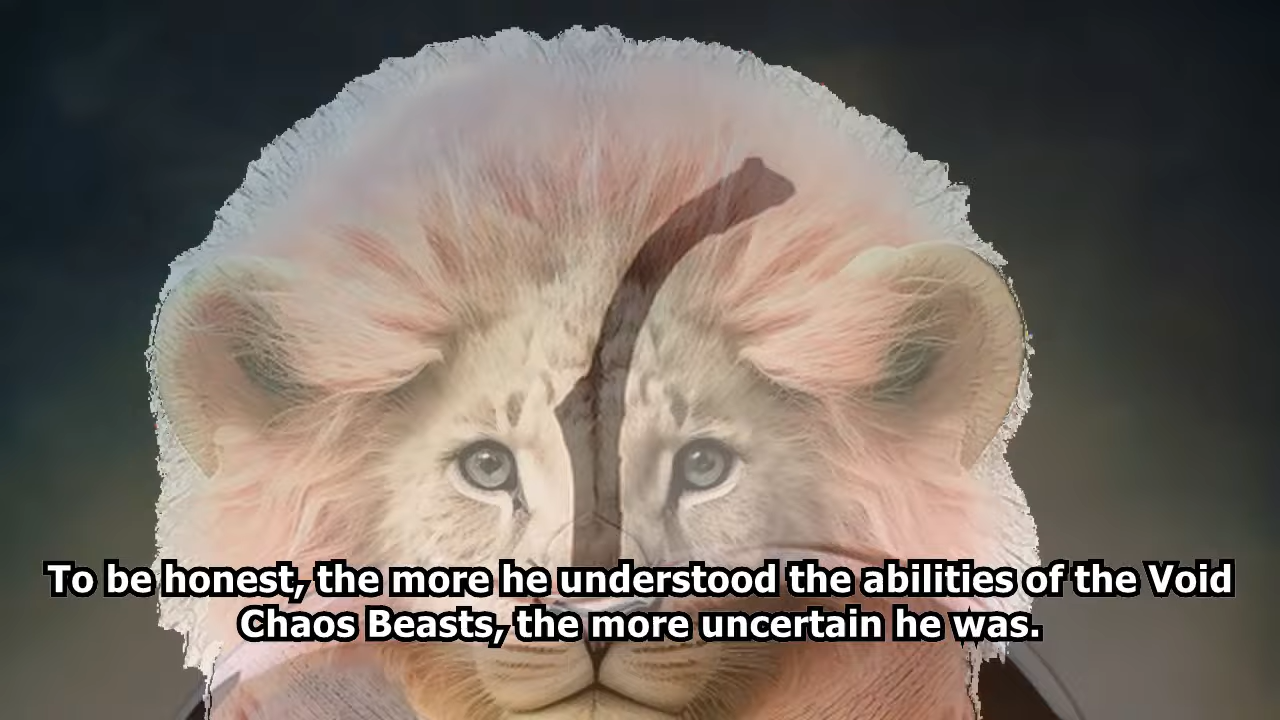 To be honest, the more he understood the abilities of the Void
Chaos Beasts, the more uncertain he was.